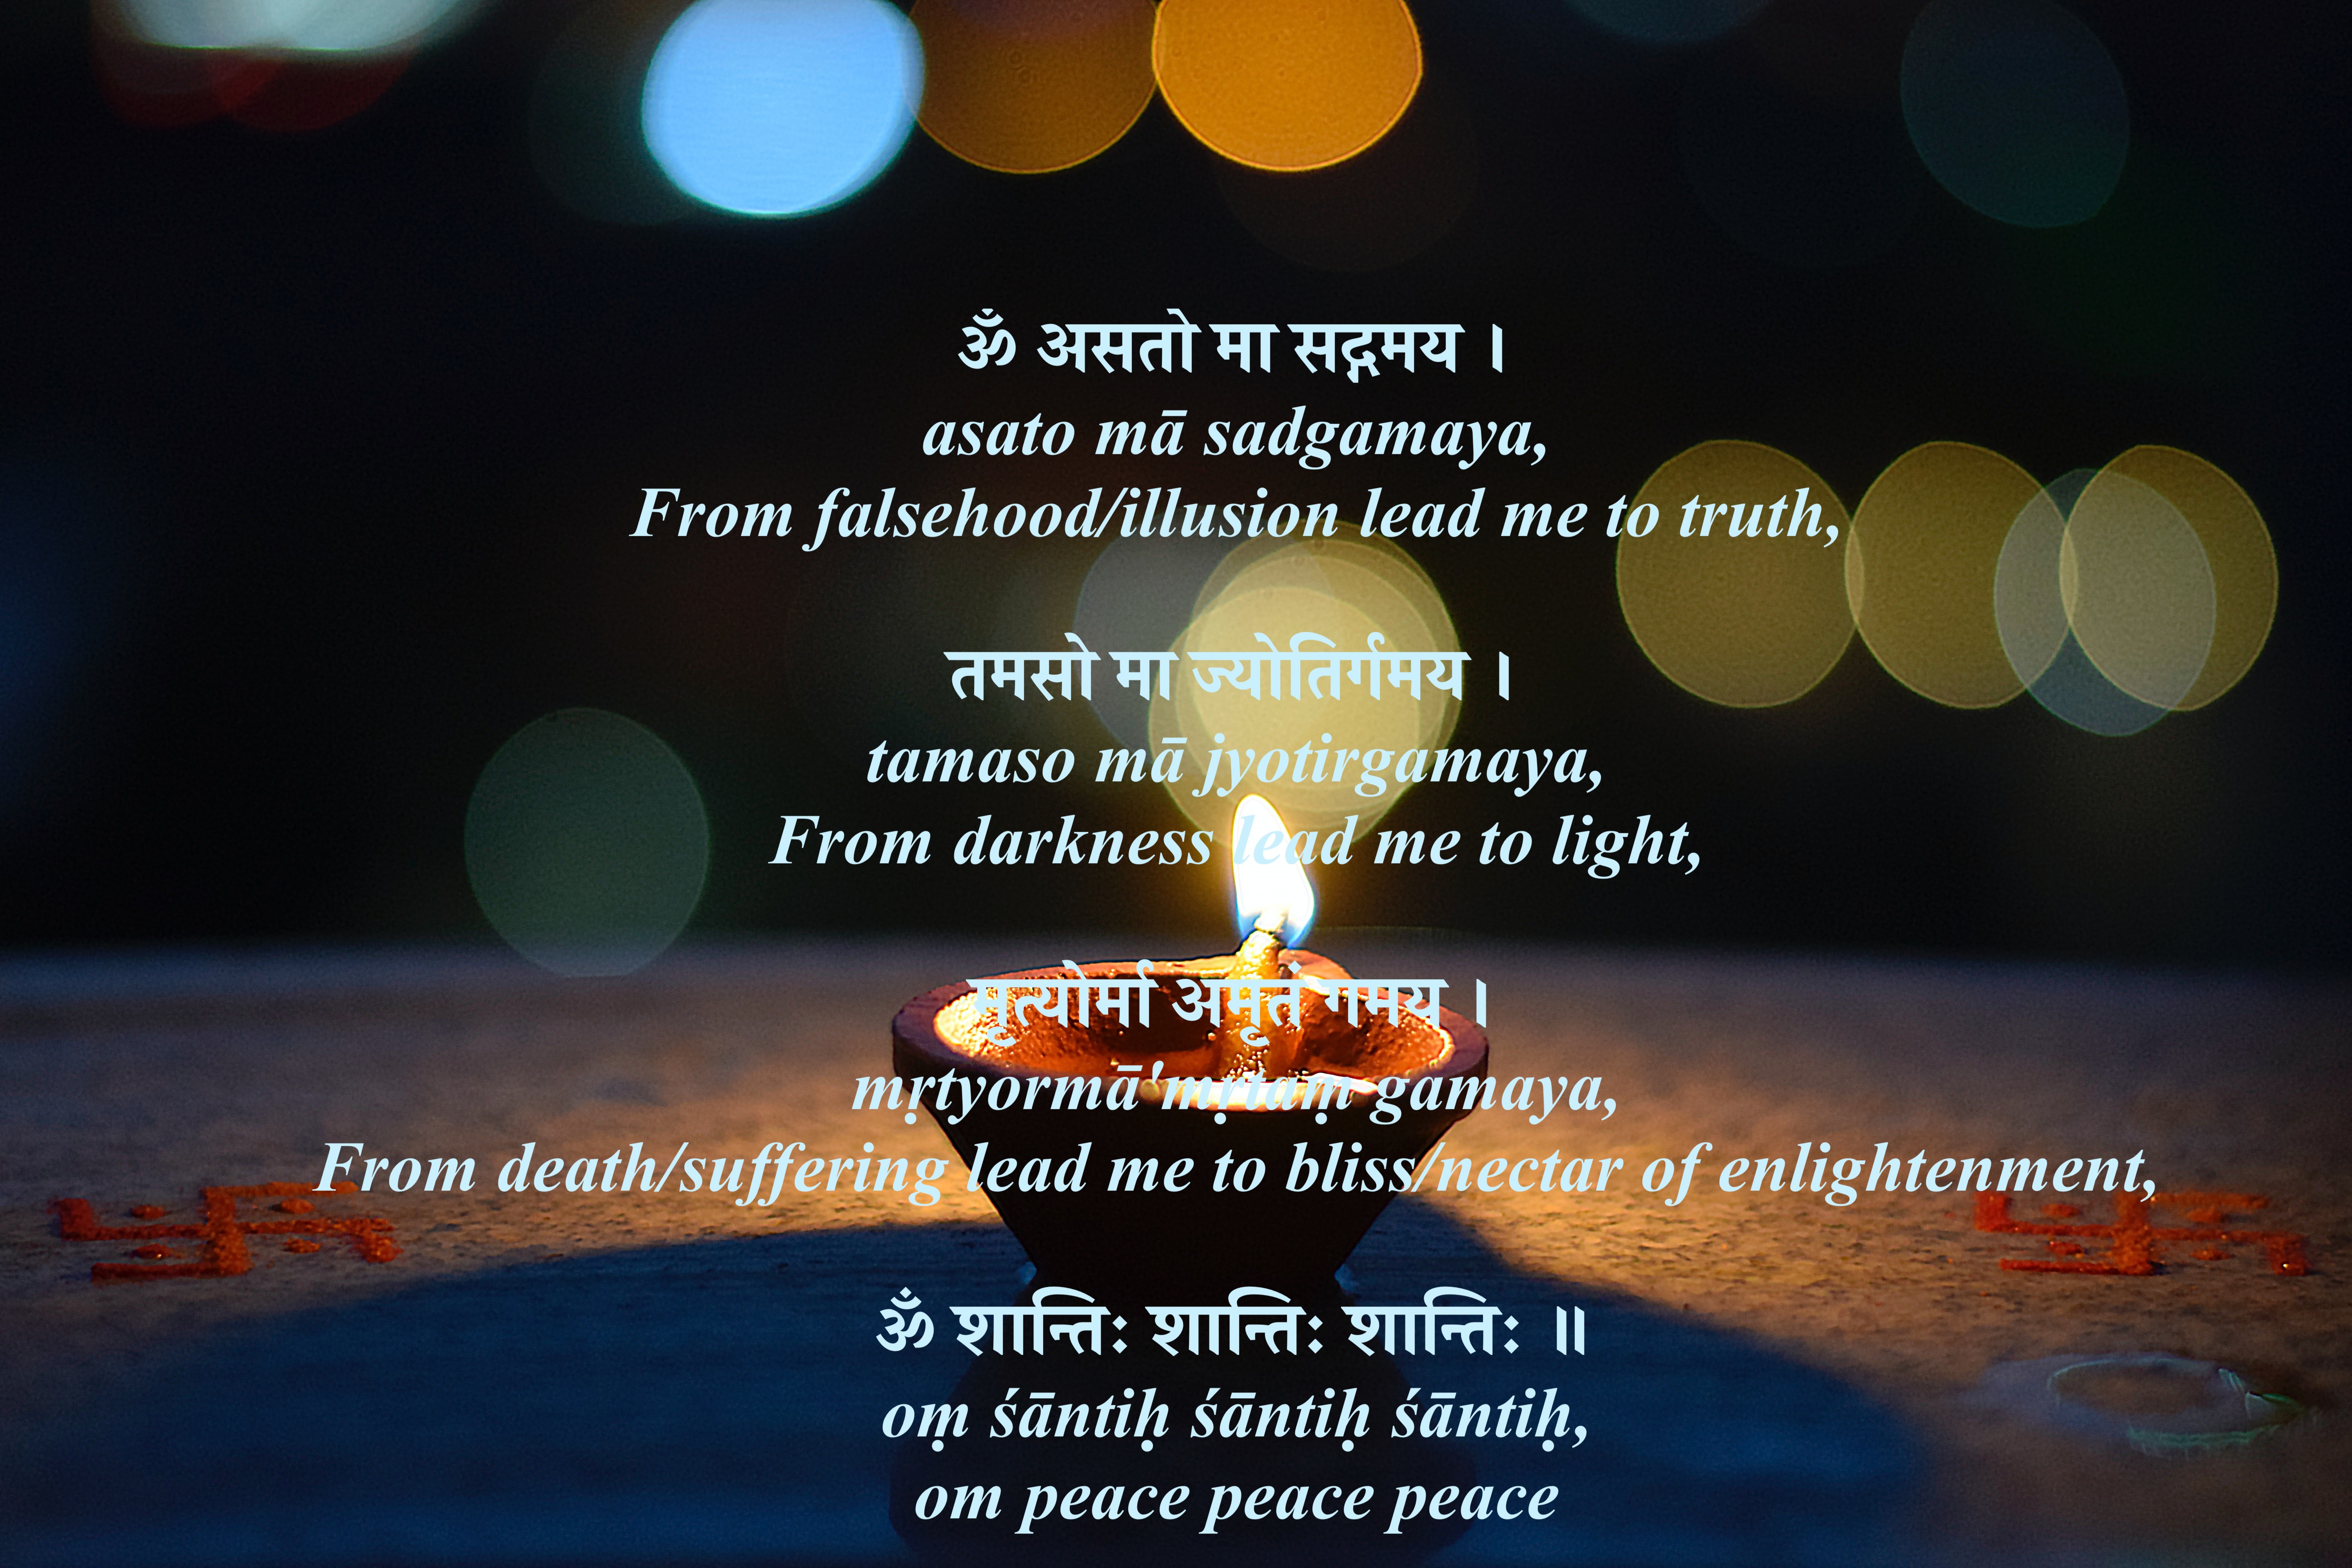 ॐ असतो मा सद्गमय ।
asato mā sadgamaya,
From falsehood/illusion lead me to truth,
तमसो मा ज्योतिर्गमय ।
tamaso mā jyotirgamaya,
From darkness lead me to light,
मृत्योर्मा अमृतं गमय ।
mṛtyormā'mṛtaṃ gamaya,
From death/suffering lead me to bliss/nectar of enlightenment,
ॐ शान्तिः शान्तिः शान्तिः ॥
oṃ śāntiḥ śāntiḥ śāntiḥ,
om peace peace peace